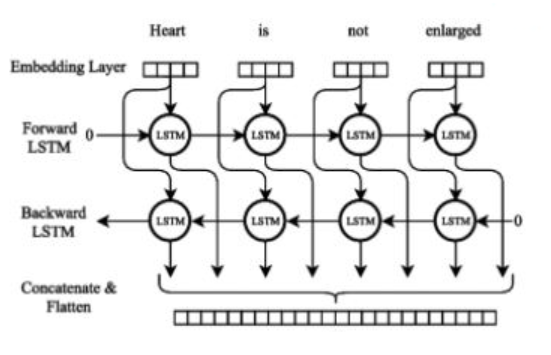 Heart is not enlarged
Embedding Layer
Forward 0 LSTM LSTM LSTM LSTM
LSTM
Backward LSTM LSTM LSTM LSTM 0
LSTM
Concatenate &
Flatten